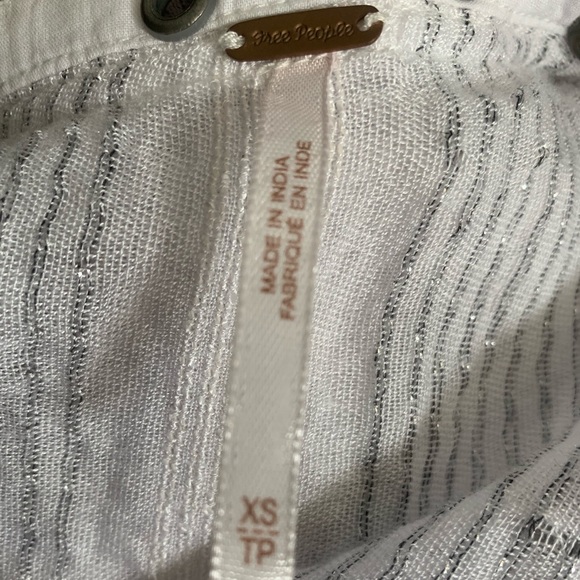 Free People
MADE IN INDIA
FABRIQUÉ EN INDE
XS
TP